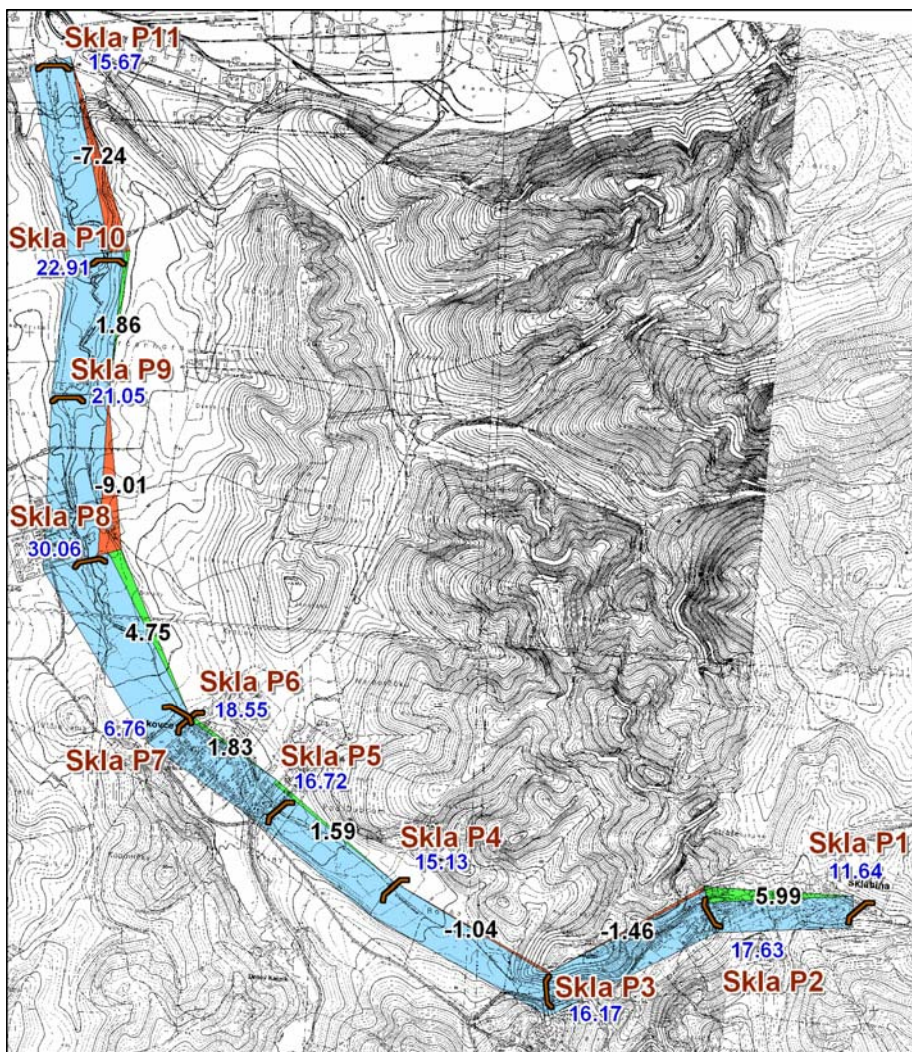 Skla P11
15.67
-7.24
Skla P10
22.91
1.86
Skla P9
21.05
-9.01
Skla P8
30.06
4.75
Skla P6
18.55
6.76
kovce
1.83
Skla P7
Skla P5
16.72
1.59
Skla P4
15.13
Skla P1
11.64
Sklabina
5.99
-1.04
-1.46
17.63
Skla P2
Skla P3
16.17